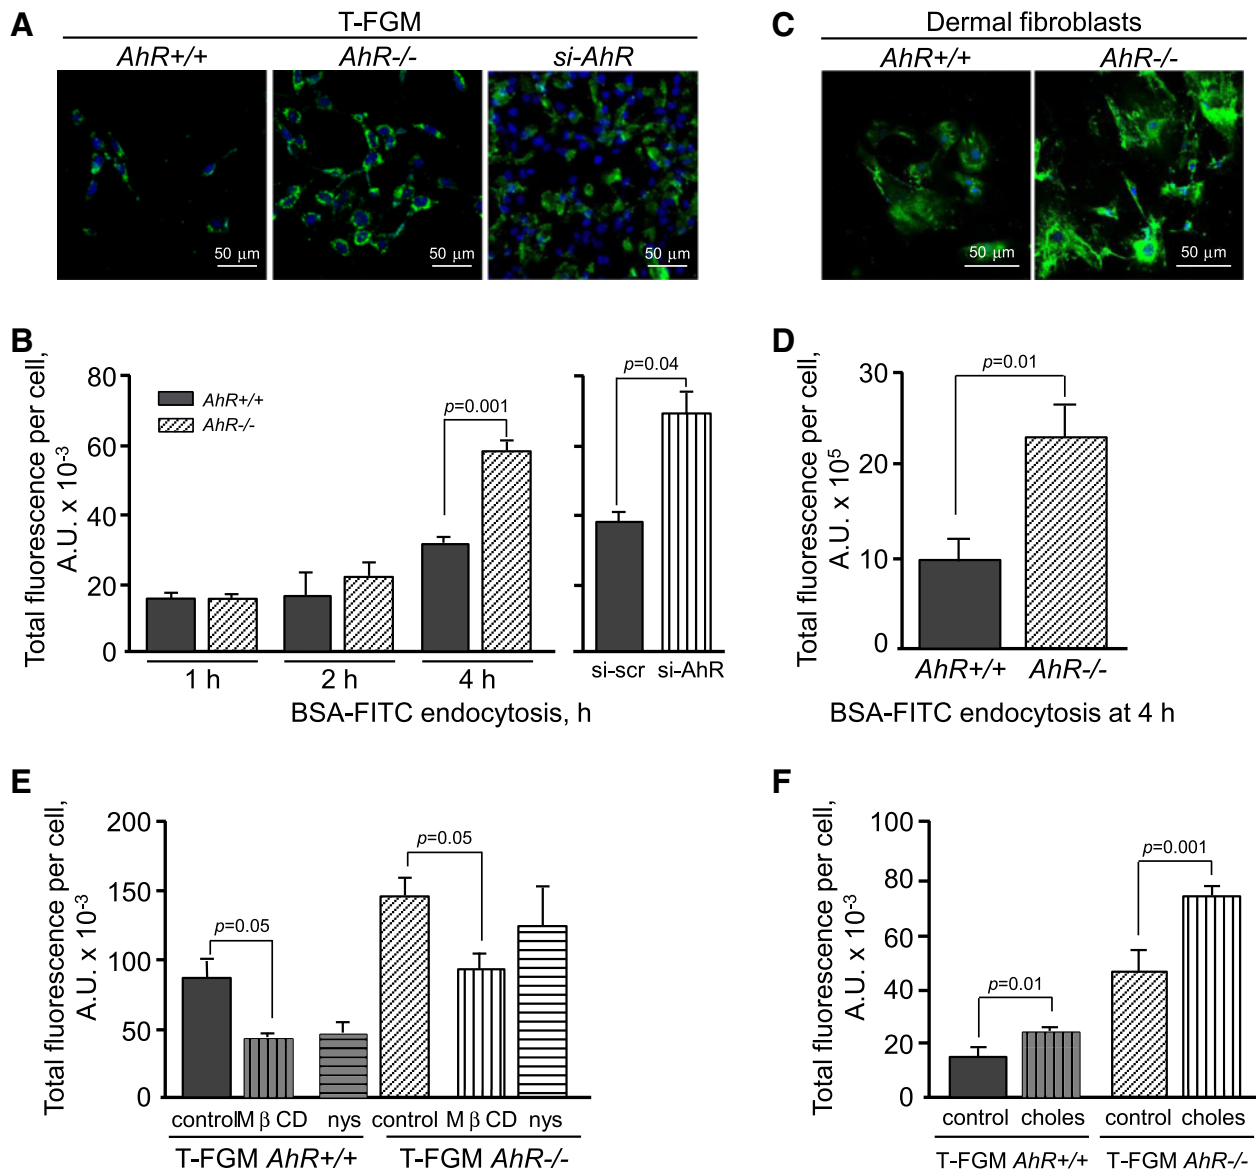 A
T-FGM
AhR+/+ AhR-/- si-AhR
50 μm 50 μm 50 μm
C
Dermal fibroblasts
AhR+/+ AhR-/-
50 μm 50 μm
B
Total fluorescence per cell,
A.U. x 10-3
80
60
40
20
0
AhR+/+
AhR-/-
p=0.001
p=0.04
1 h 2 h 4 h
si-scr si-AhR
BSA-FITC endocytosis, h
D
Total fluorescence per cell,
A.U. x 105
30
20
10
0
p=0.01
AhR+/+ AhR-/-
BSA-FITC endocytosis at 4 h
E
Total fluorescence per cell,
A.U. x 10-3
200
150
100
50
0
p=0.05
p=0.05
control M β CD nys control M β CD nys
T-FGM AhR+/+ T-FGM AhR-/-
F
Total fluorescence per cell,
A.U. x 10-3
100
80
60
40
20
0
p=0.01
p=0.001
control choles control choles
T-FGM AhR+/+ T-FGM AhR-/-